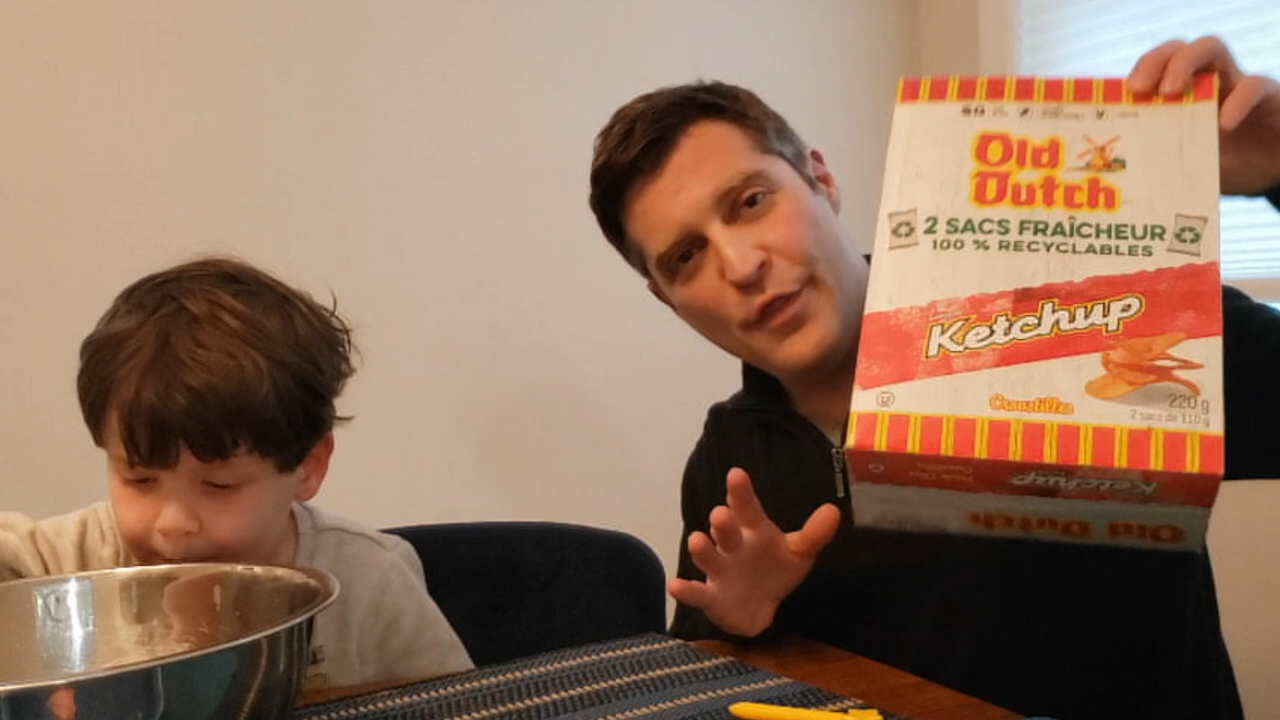 Old
Dutch
2 SACS FRAÎCHEUR
100 % RECYCLABLES
Ketchup
Croustilles
220 g
2 sacs de 110 g
Ketchup
Old Dutch